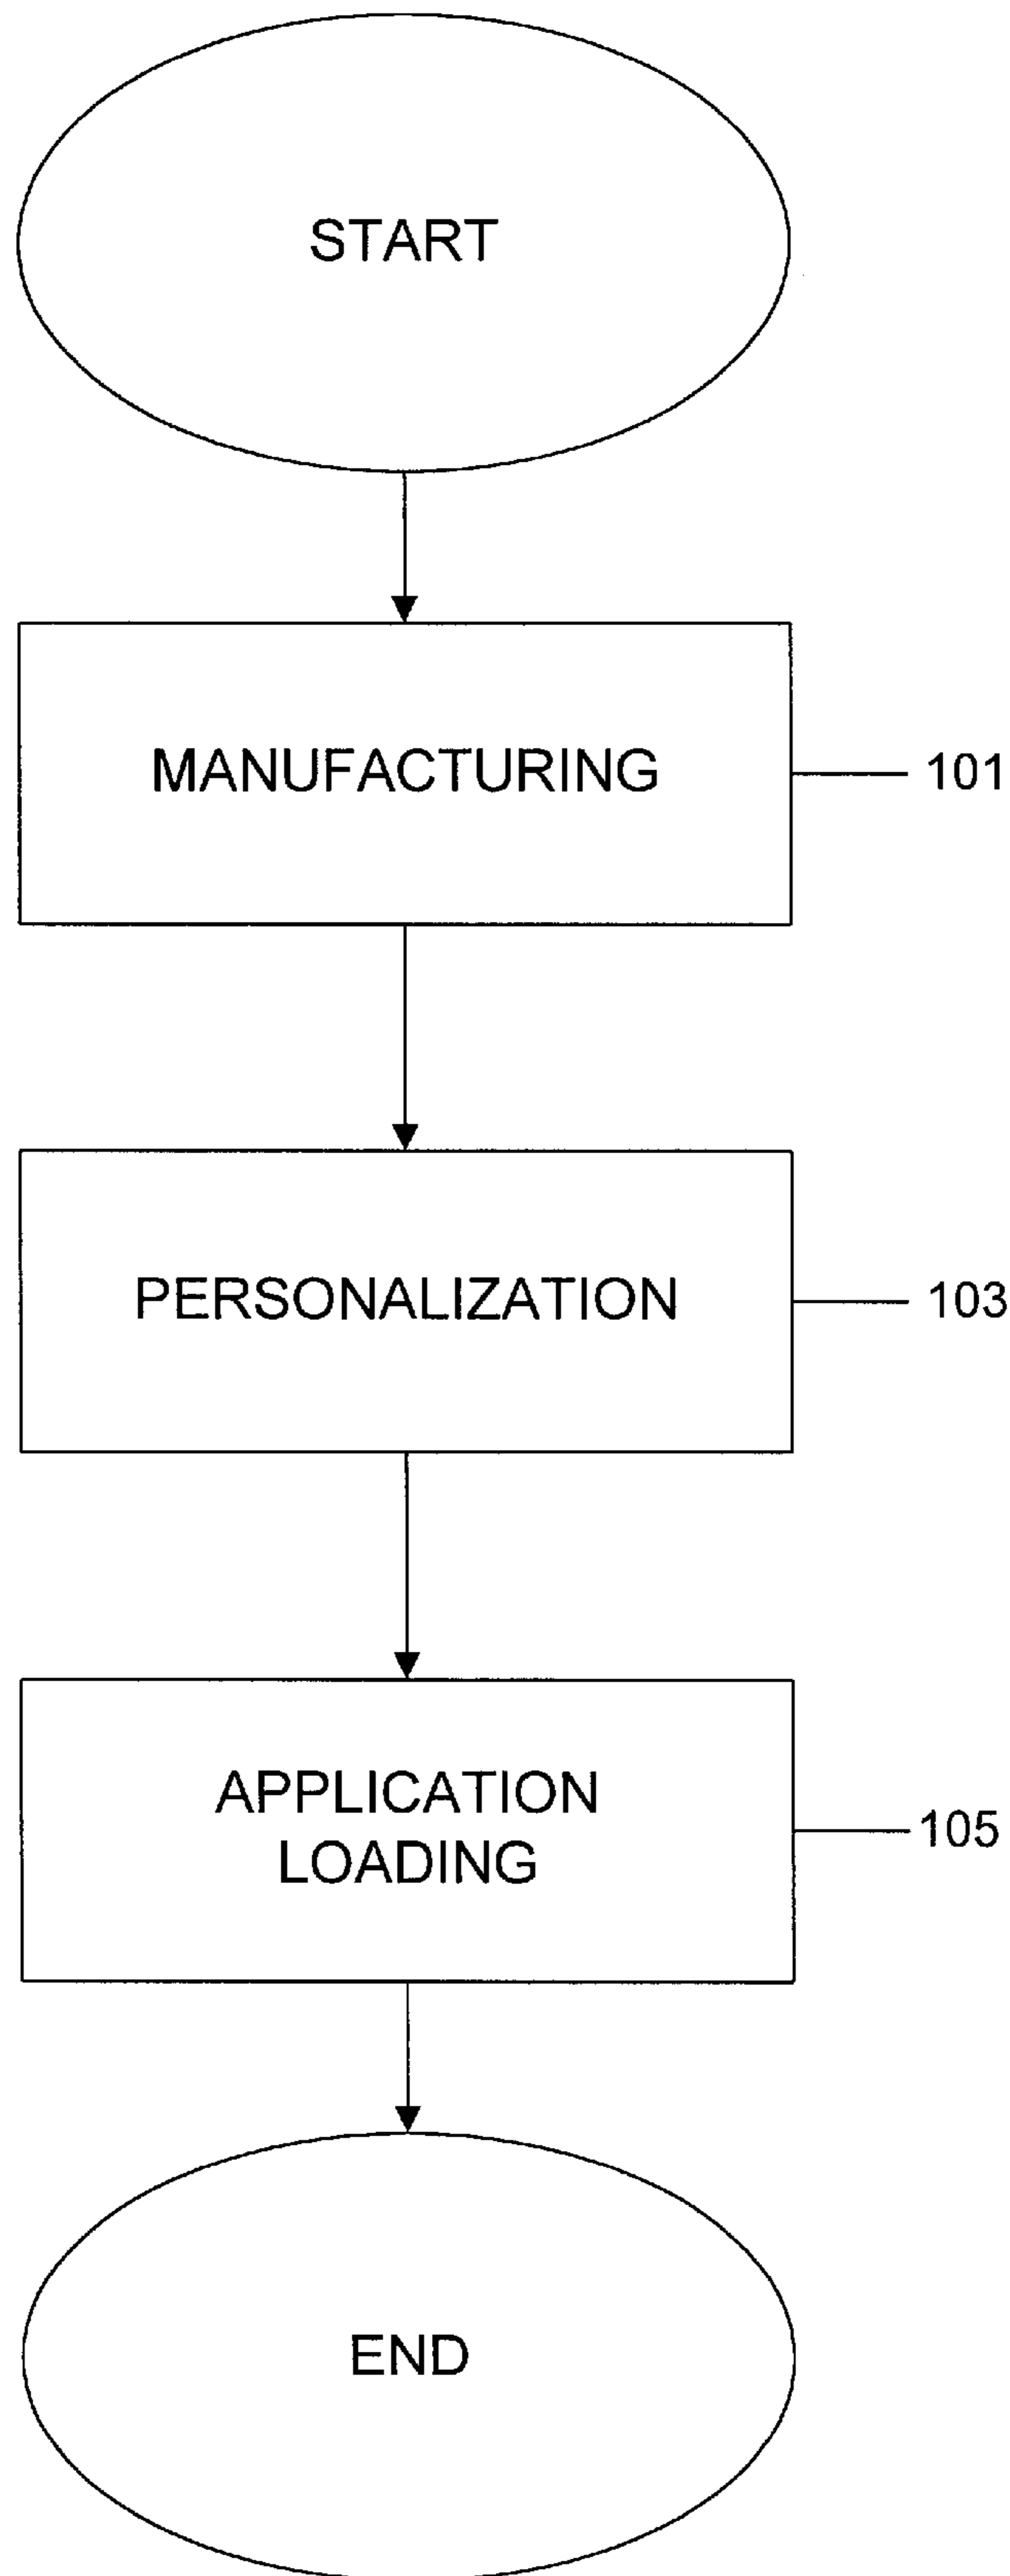 START
MANUFACTURING
101
PERSONALIZATION
103
APPLICATION
LOADING
105
END